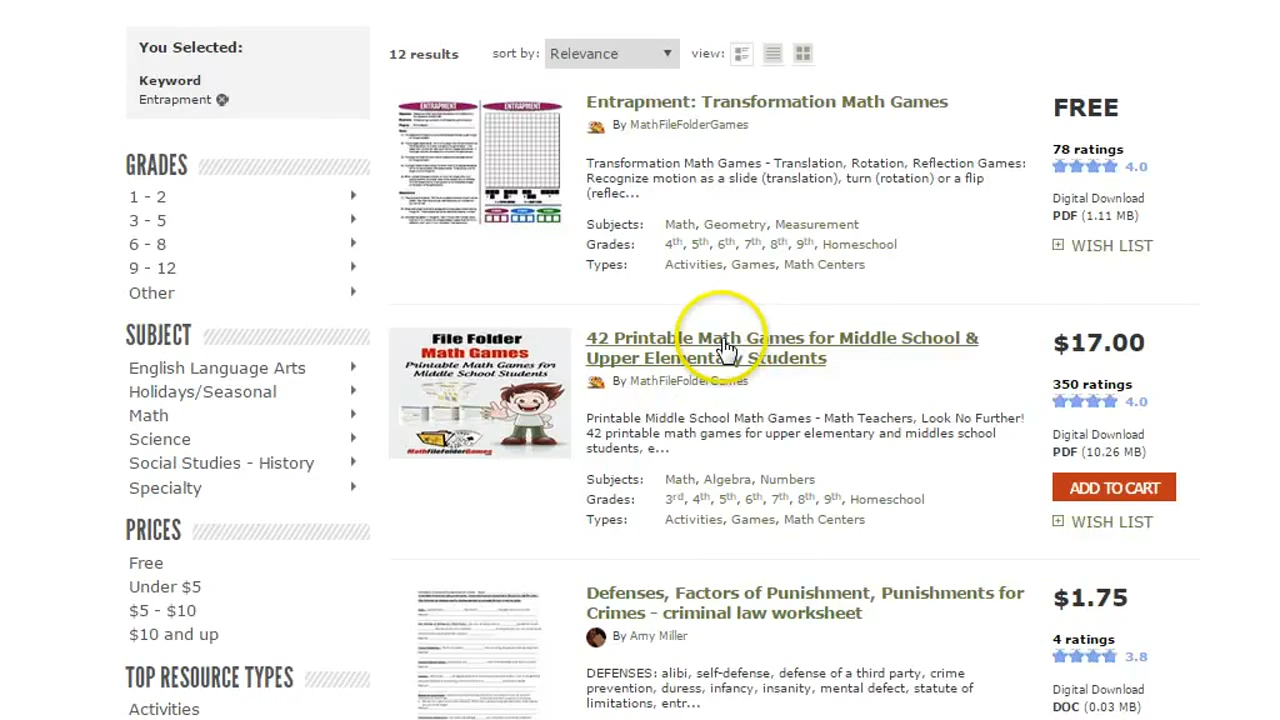 You Selected:
Keyword
Entrapment
GRADES
1 - 2
3 - 5
6 - 8
9 - 12
Other
SUBJECT
English Language Arts
Holidays/Seasonal
Math
Science
Social Studies - History
Specialty
PRICES
Free
Under $5
$5 - $10
$10 and up
TOP RESOURCE TYPES
Activities
12 results
sort by:
Relevance
view:
ENTRAPMENT
ENTRAPMENT
Entrapment: Transformation Math Games
By MathFileFolderGames
Transformation Math Games - Translation, Rotation, Reflection Games:
Recognize motion as a slide (translation), turn (rotation) or a flip
(reflec...
Subjects: Math, Geometry, Measurement
Grades: 4th, 5th, 6th, 7th, 8th, 9th, Homeschool
Types: Activities, Games, Math Centers
FREE
78 ratings
4.0
Digital Download
PDF (1.11 MB)
WISH LIST
File Folder
Math Games
Printable Math Games for
Middle School Students
MathFileFolderGames
42 Printable Math Games for Middle School &
Upper Elementary Students
By MathFileFolderGames
Printable Middle School Math Games - Math Teachers, Look No Further!
42 printable math games for upper elementary and middles school
students, e...
Subjects: Math, Algebra, Numbers
Grades: 3rd, 4th, 5th, 6th, 7th, 8th, 9th, Homeschool
Types: Activities, Games, Math Centers
$17.00
350 ratings
4.0
Digital Download
PDF (10.26 MB)
ADD TO CART
WISH LIST
Defenses, Factors of Punishment, Punishments for
Crimes - criminal law worksheet
By Amy Miller
DEFENSES: alibi, self-defense, defense of a third party, crime
prevention, duress, infancy, insanity, mental defect, statute of
limitations, entr...
$1.75
4 ratings
3.8
Digital Download
DOC (0.03 MB)